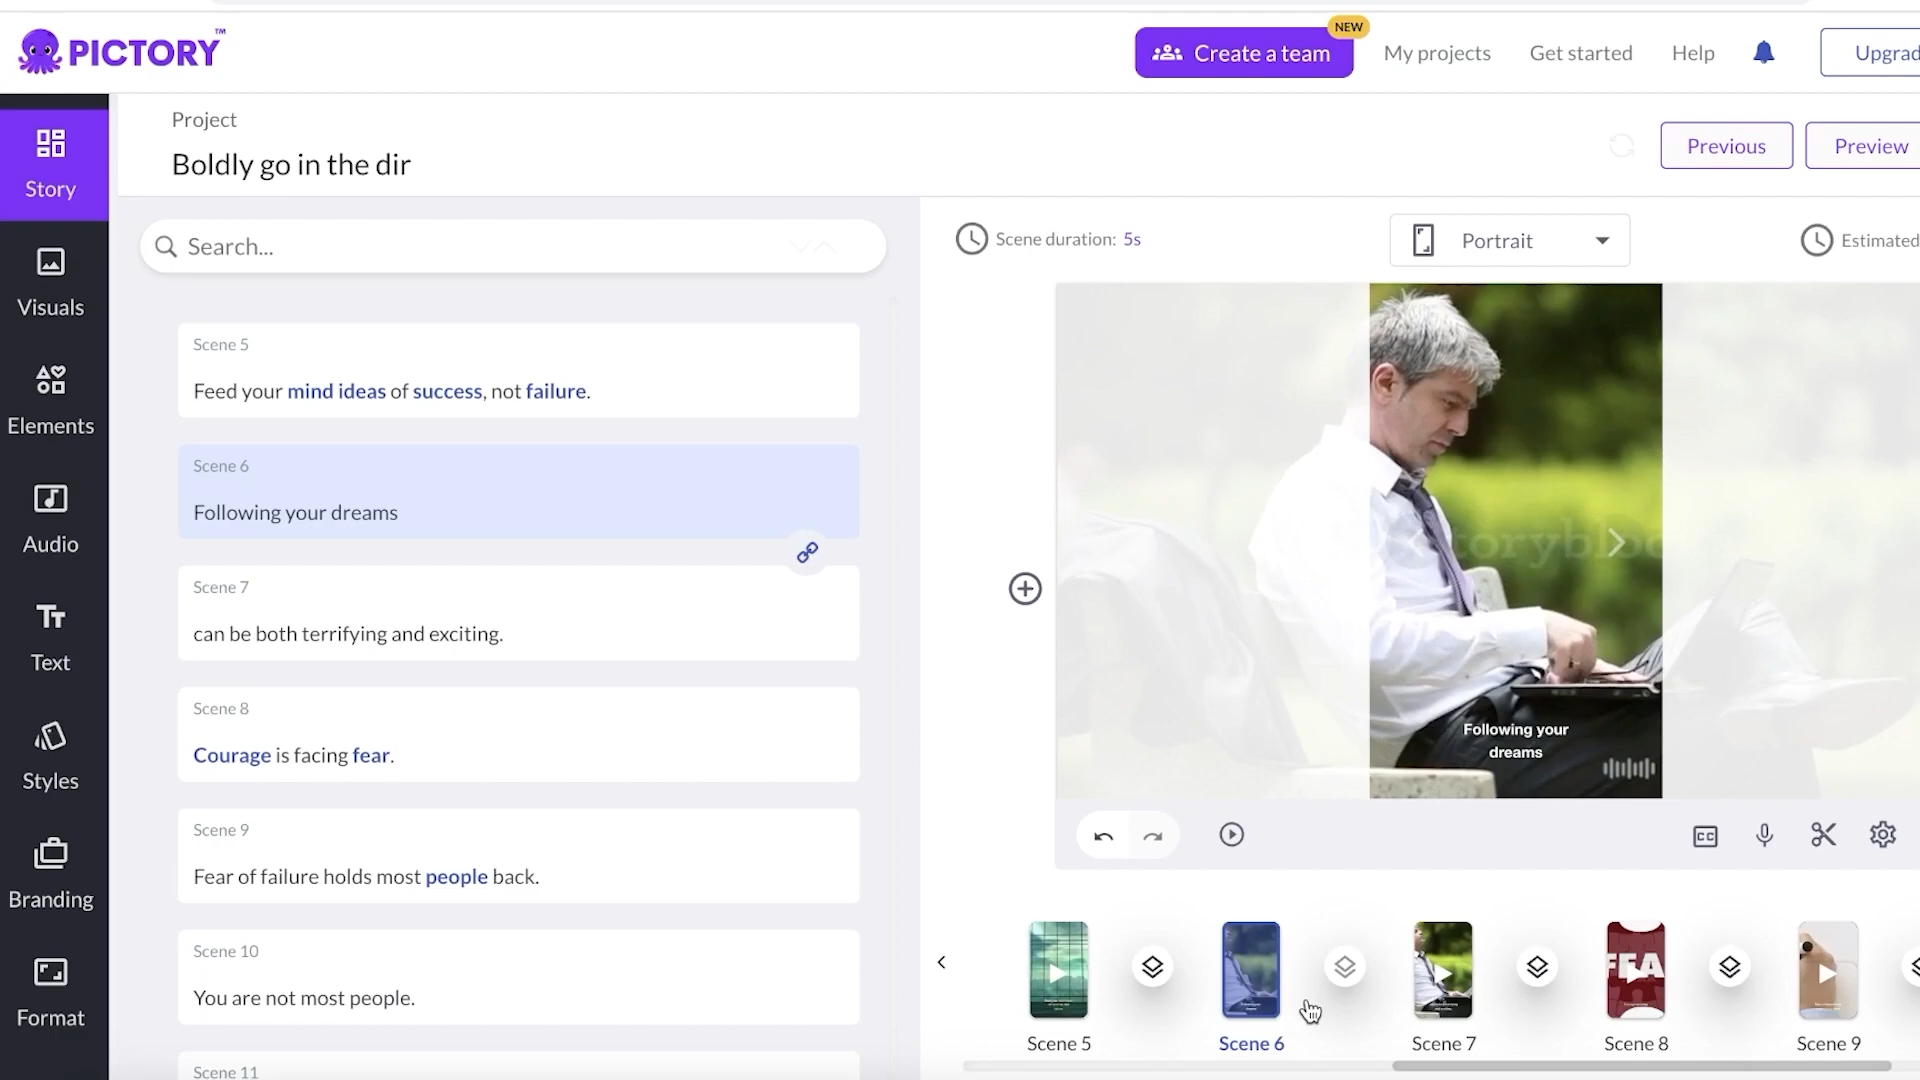 PICTORY™
NEW
Create a team
My projects
Get started
Help
Upgrad
Project
Boldly go in the dir
Previous
Preview
Story
Visuals
Elements
Audio
Text
Styles
Branding
Format
Search...
Scene 5
Feed your mind ideas of success, not failure.
Scene 6
Following your dreams
Scene 7
can be both terrifying and exciting.
Scene 8
Courage is facing fear.
Scene 9
Fear of failure holds most people back.
Scene 10
You are not most people.
Scene 11
Scene duration: 5s
Portrait
Estimated
Following your
dreams
CC
FEA
Scene 5
Scene 6
Scene 7
Scene 8
Scene 9